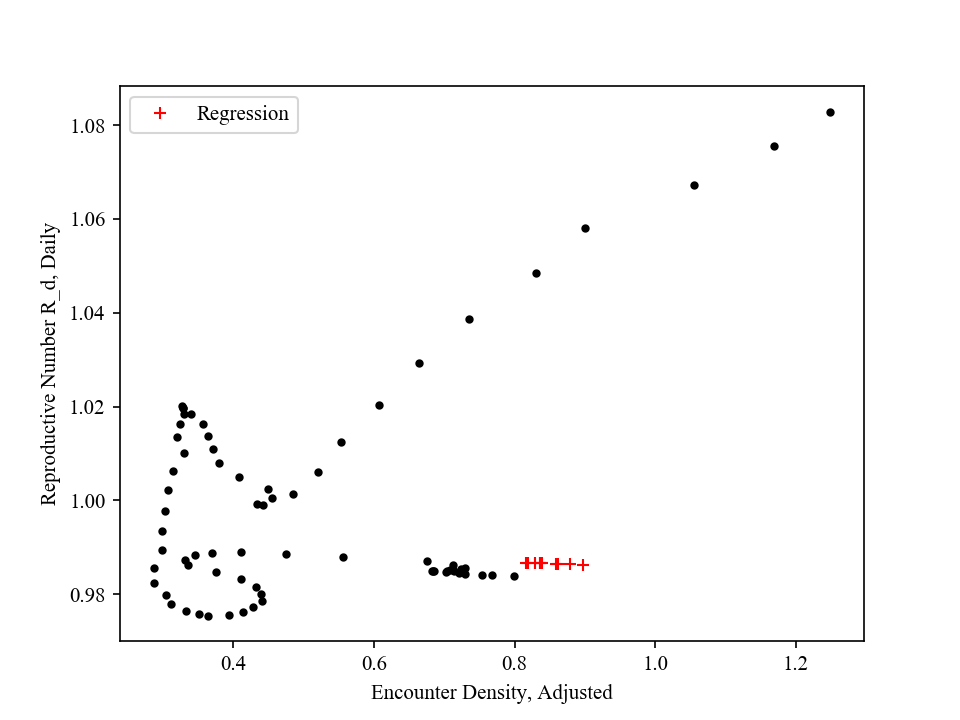 Regression
1.08
1.06
1.04
1.02
1.00
0.98
Reproductive Number R_d, Daily
0.4 0.6 0.8 1.0 1.2
Encounter Density, Adjusted